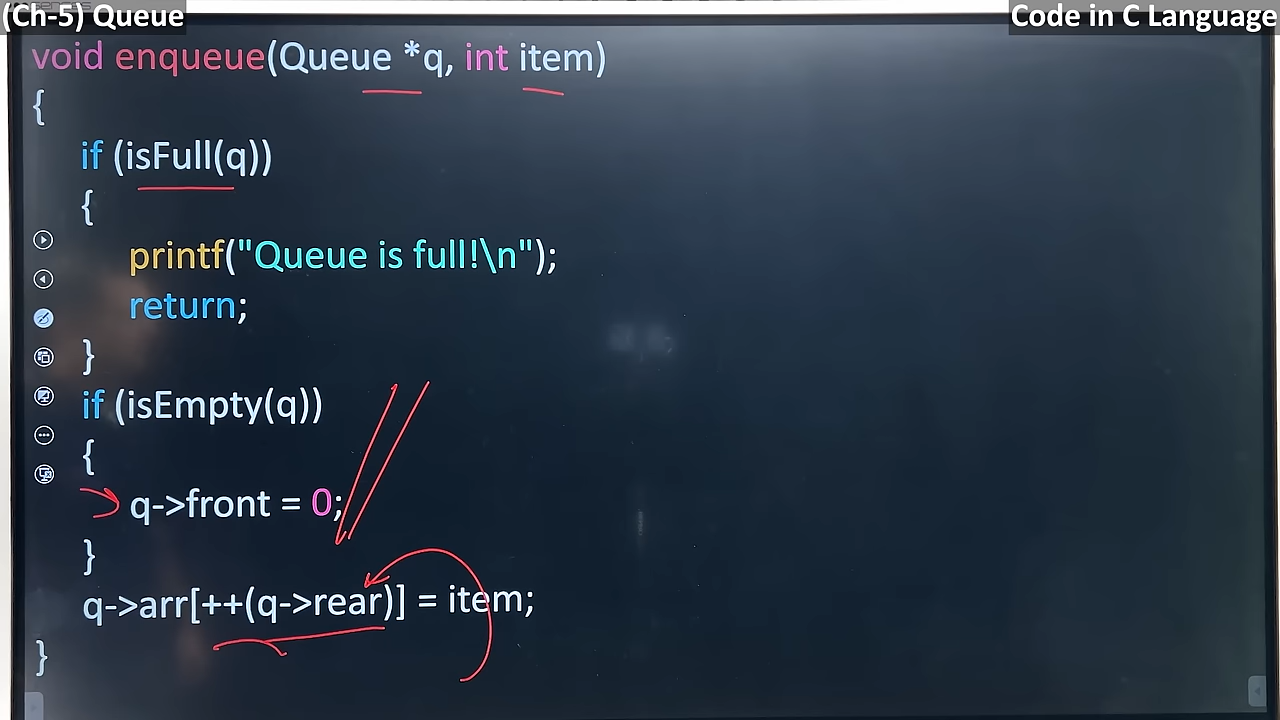 (Ch-5) Queue
Code in C Language
void enqueue(Queue *q, int item)
{
if (isFull(q))
{
printf("Queue is full!\n");
return;
}
if (isEmpty(q))
{
q->front = 0;
}
q->arr[++(q->rear)] = item;
}